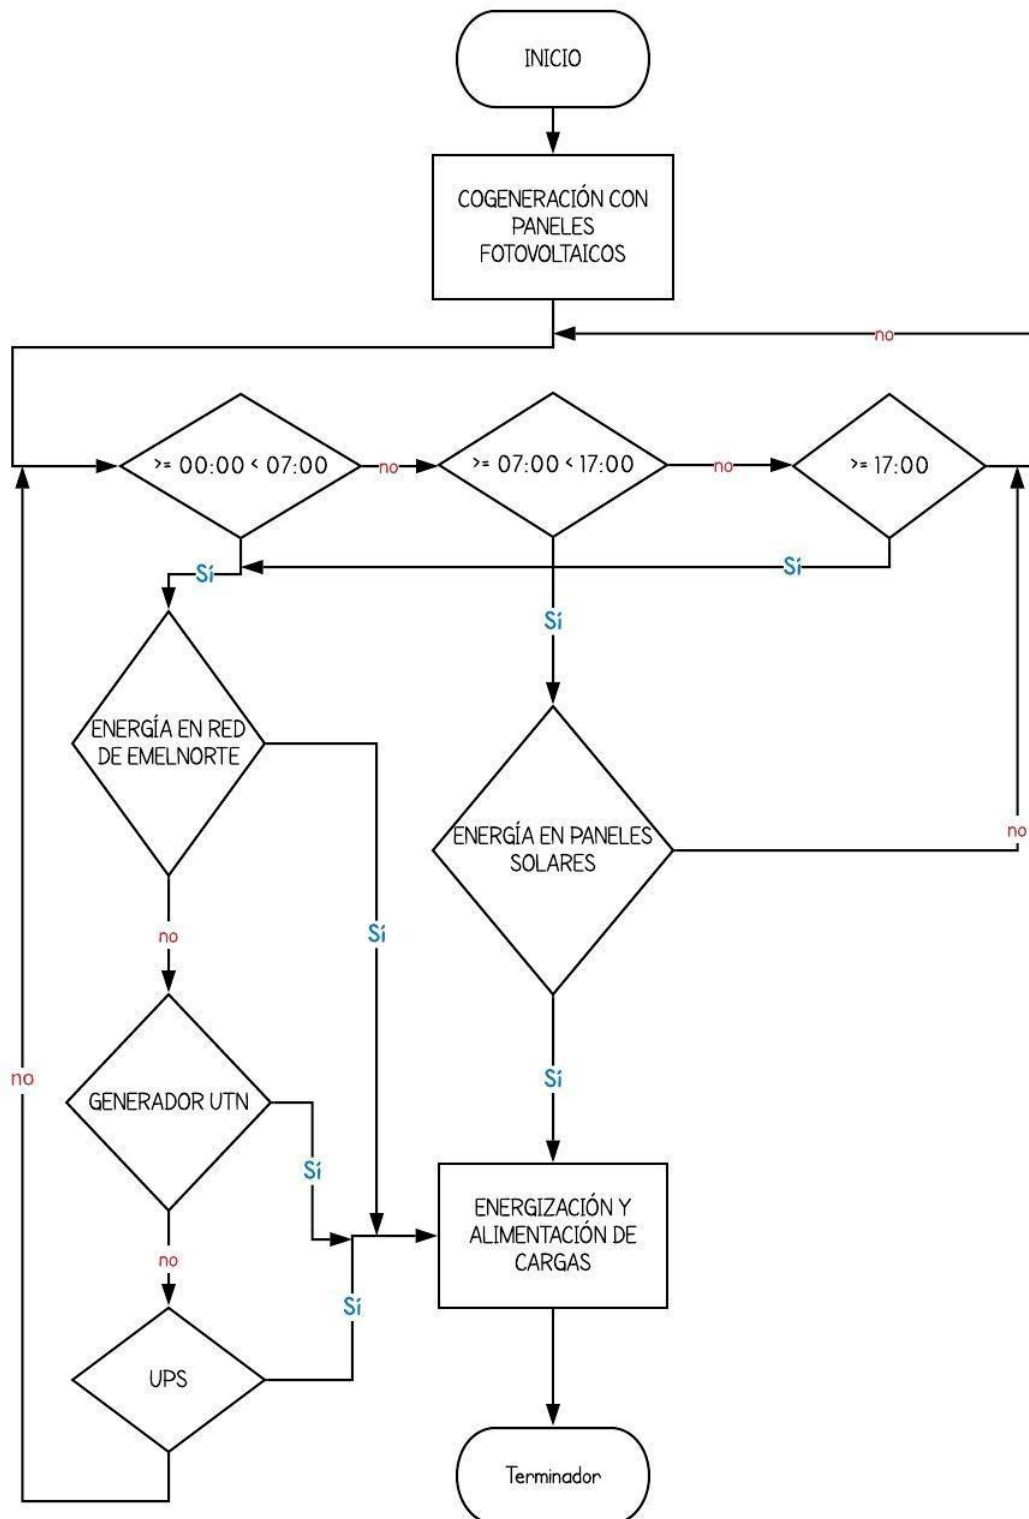 INICIO
COGENERACIÓN CON
PANELES
FOTOVOLTAICOS
no
>= 00:00 < 07:00
no
>= 07:00 < 17:00
no
>= 17:00
Sí
Sí
Sí
ENERGÍA EN RED
DE EMELNORTE
ENERGÍA EN PANELES
SOLARES
no
no
Sí
no
Sí
GENERADOR UTN
Sí
no
Sí
ENERGIZACIÓN Y
ALIMENTACIÓN DE
CARGAS
UPS
Terminador